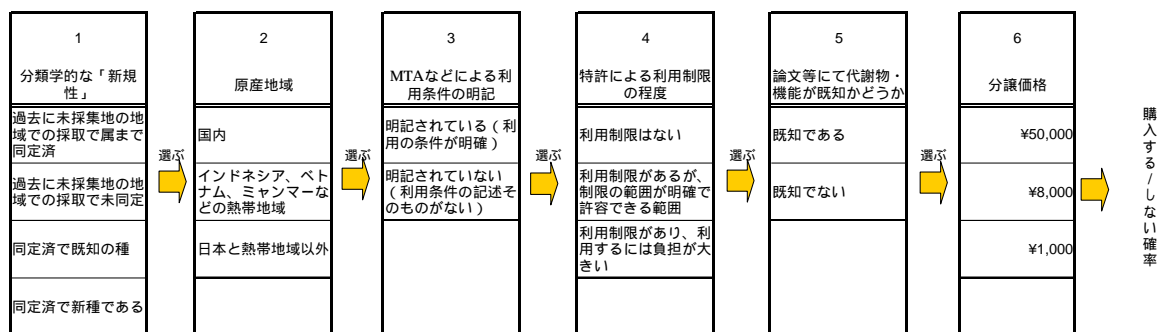 1
分類学的な「新規
性」
過去に未採集地の地
域での採取で属まで
同定済
過去に未採集地の地
域での採取で未同定
同定済で既知の種
同定済で新種である
選ぶ
2
原産地域
国内
インドネシア、ベト
ナム、ミャンマーな
どの熱帯地域
日本と熱帯地域以外
選ぶ
3
MTAなどによる利
用条件の明記
明記されている（利
用の条件が明確）
明記されていない
（利用条件の記述そ
のものがない）
選ぶ
4
特許による利用制限
の程度
利用制限はない
利用制限があるが、
制限の範囲が明確で
許容できる範囲
利用制限があり、利
用するには負担が大
きい
選ぶ
5
論文等にて代謝物・
機能が既知かどうか
既知である
既知でない
選ぶ
6
分譲価格
¥50,000
¥8,000
¥1,000
購入する/しない確率